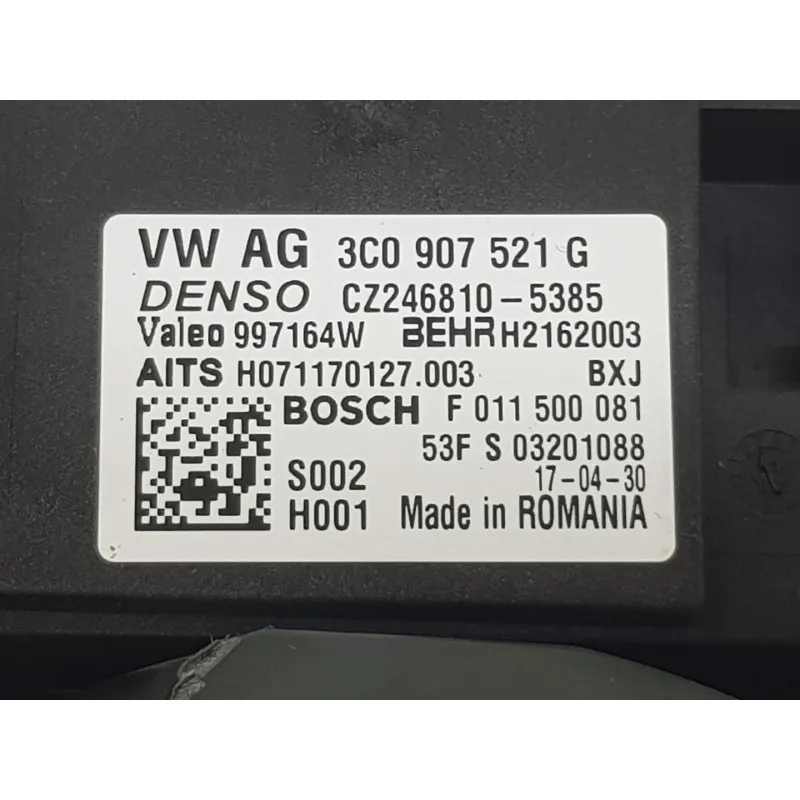 VW AG 3C0 907 521 G
DENSO CZ246810-5385
Valeo 997164W BEHR H2162003
AITS H071170127.003 BXJ
BOSCH F 011 500 081
53F S 03201088
S002 17-04-30
H001 Made in ROMANIA